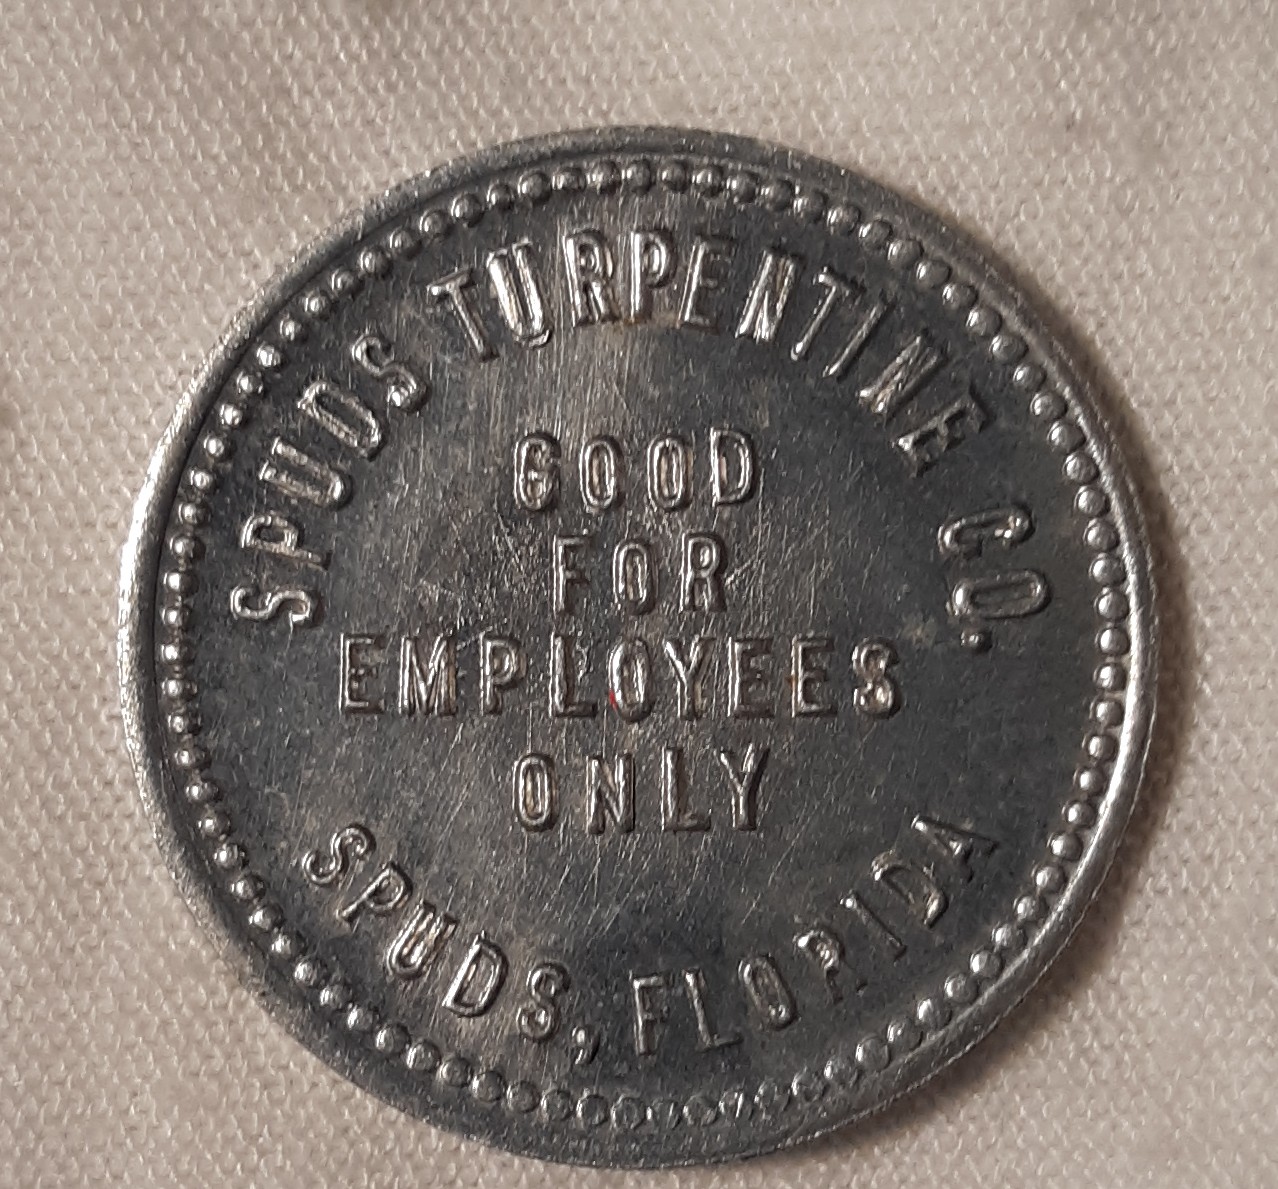 SPUDS TURPENTINE CO.
GOOD
FOR
EMPLOYEES
ONLY
SPUDS, FLORIDA